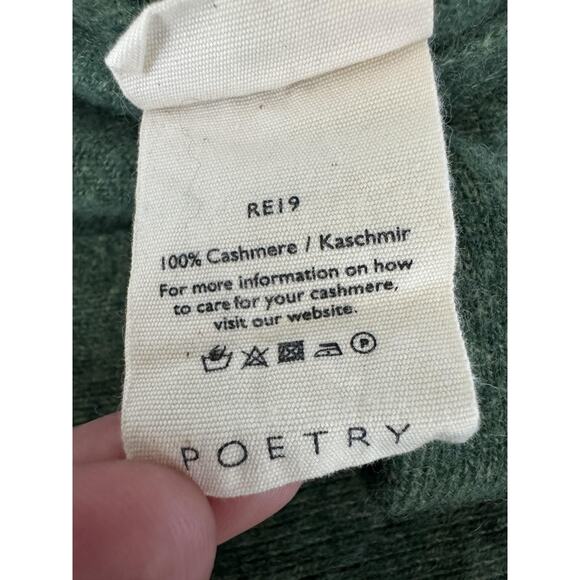 RE19
100% Cashmere / Kaschmir
For more information on how
to care for your cashmere,
visit our website.
P
POETRY